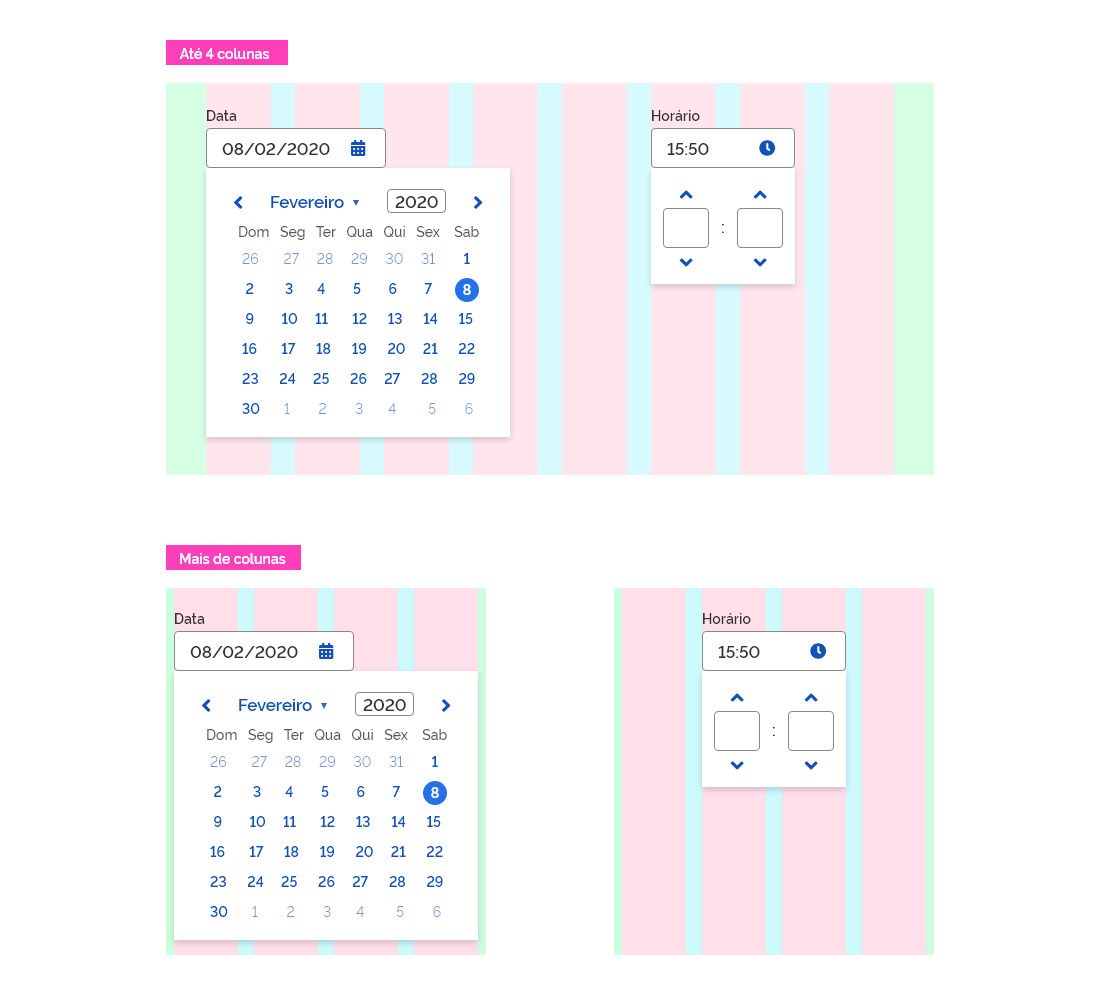 Até 4 colunas
Data
08/02/2020
Fevereiro ▾ 2020
Dom Seg Ter Qua Qui Sex Sab
26 27 28 29 30 31 1
2 3 4 5 6 7 8
9 10 11 12 13 14 15
16 17 18 19 20 21 22
23 24 25 26 27 28 29
30 1 2 3 4 5 6
Horário
15:50
:
Mais de colunas
Data
08/02/2020
Fevereiro ▾ 2020
Dom Seg Ter Qua Qui Sex Sab
26 27 28 29 30 31 1
2 3 4 5 6 7 8
9 10 11 12 13 14 15
16 17 18 19 20 21 22
23 24 25 26 27 28 29
30 1 2 3 4 5 6
Horário
15:50
: